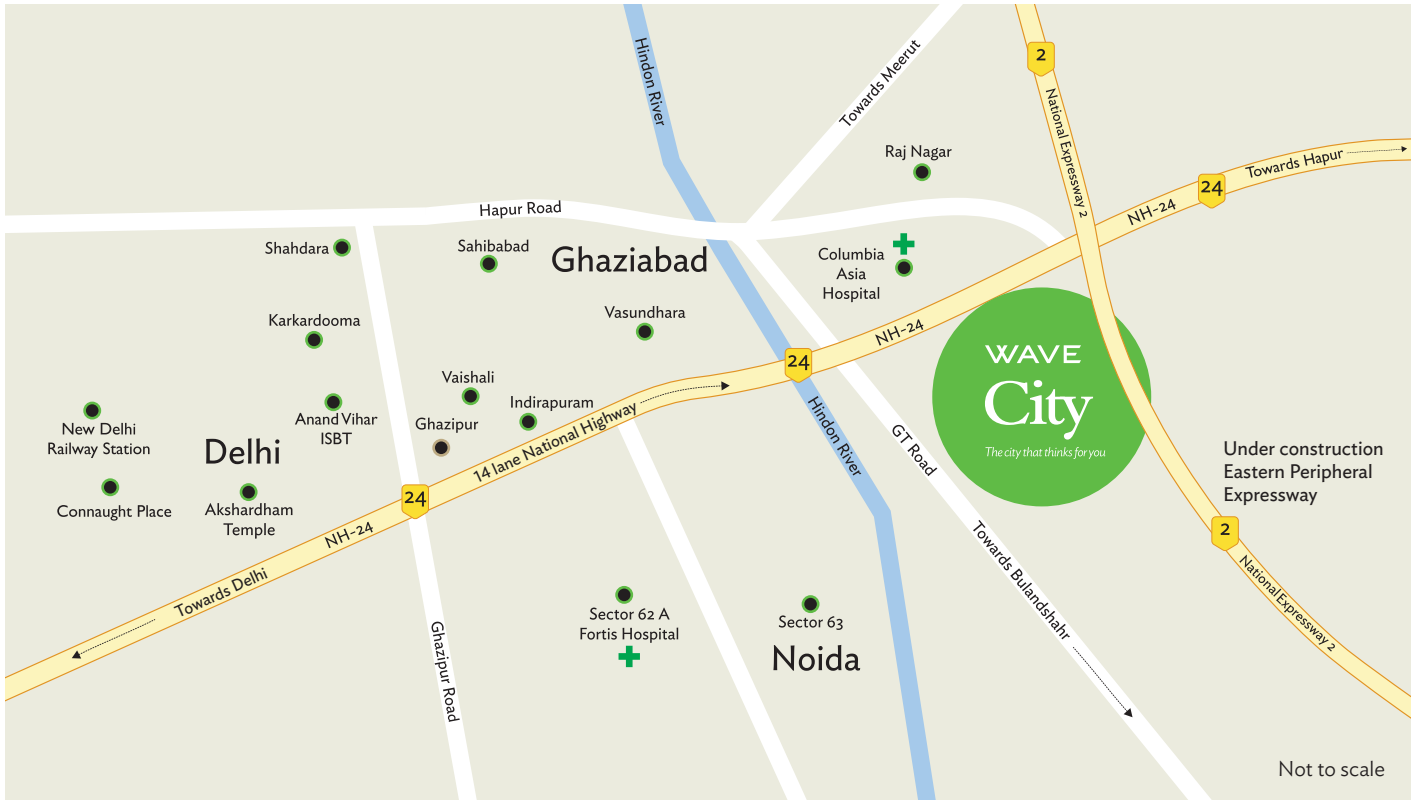 2
Hindon River
Towards Meerut
National Expressway 2
Raj Nagar
Towards Hapur
24
NH-24
Hapur Road
Shahdara
Sahibabad
Ghaziabad
Columbia
Asia
Hospital
Karkardooma
Vasundhara
NH-24
24
WAVE
City
The city that thinks for you
Vaishali
Indirapuram
Anand Vihar
ISBT
Ghazipur
14 lane National Highway
New Delhi
Railway Station
Delhi
Hindon River
GT Road
Under construction
Eastern Peripheral
Expressway
Connaught Place
Akshardham
Temple
24
NH-24
2
Towards Delhi
Towards Bulandshahr
National Expressway 2
Sector 62 A
Fortis Hospital
Sector 63
Noida
Ghazipur Road
Not to scale